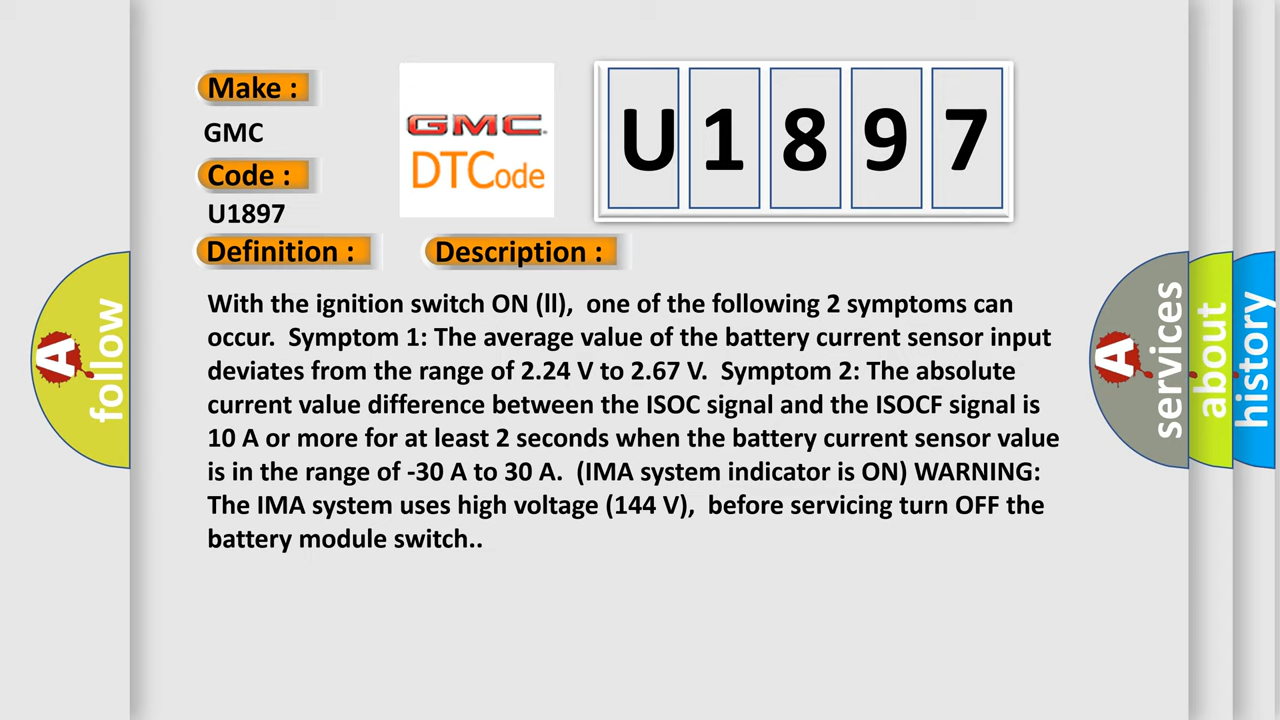 Make :
GMC
Code :
U1897
GMC
DTCode
U1897
Definition :
Description :
With the ignition switch ON (ll),  one of the following 2 symptoms can
occur.  Symptom 1: The average value of the battery current sensor input
deviates from the range of 2.24 V to 2.67 V.  Symptom 2: The absolute
current value difference between the ISOC signal and the ISOCF signal is
10 A or more for at least 2 seconds when the battery current sensor value
is in the range of -30 A to 30 A.  (IMA system indicator is ON) WARNING:
The IMA system uses high voltage (144 V),  before servicing turn OFF the
battery module switch..
A follow
A services
about
history